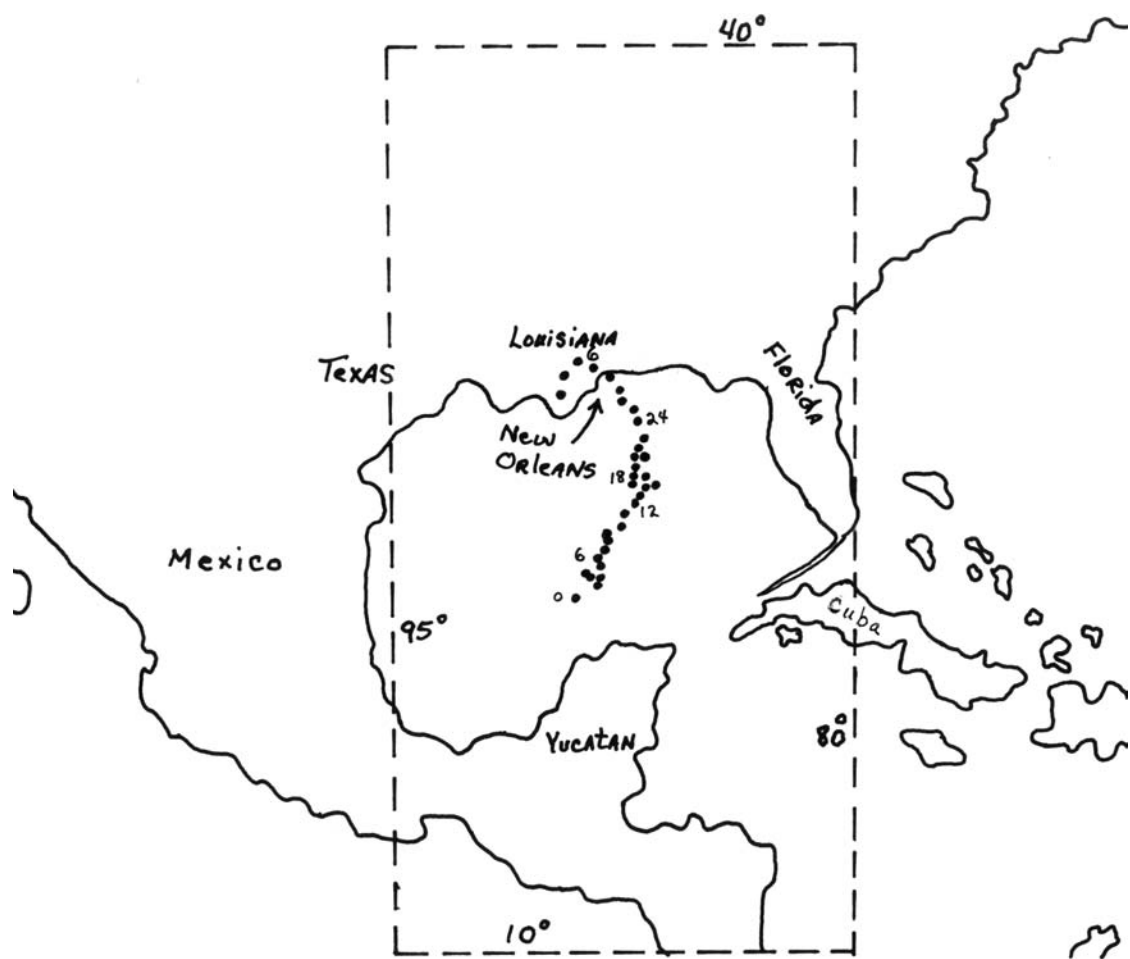 40°
LOUISIANA
6
TEXAS
FLORIDA
24
NEW
ORLEANS
18
12
Mexico
6
0
Cuba
95°
80°
YUCATAN
10°